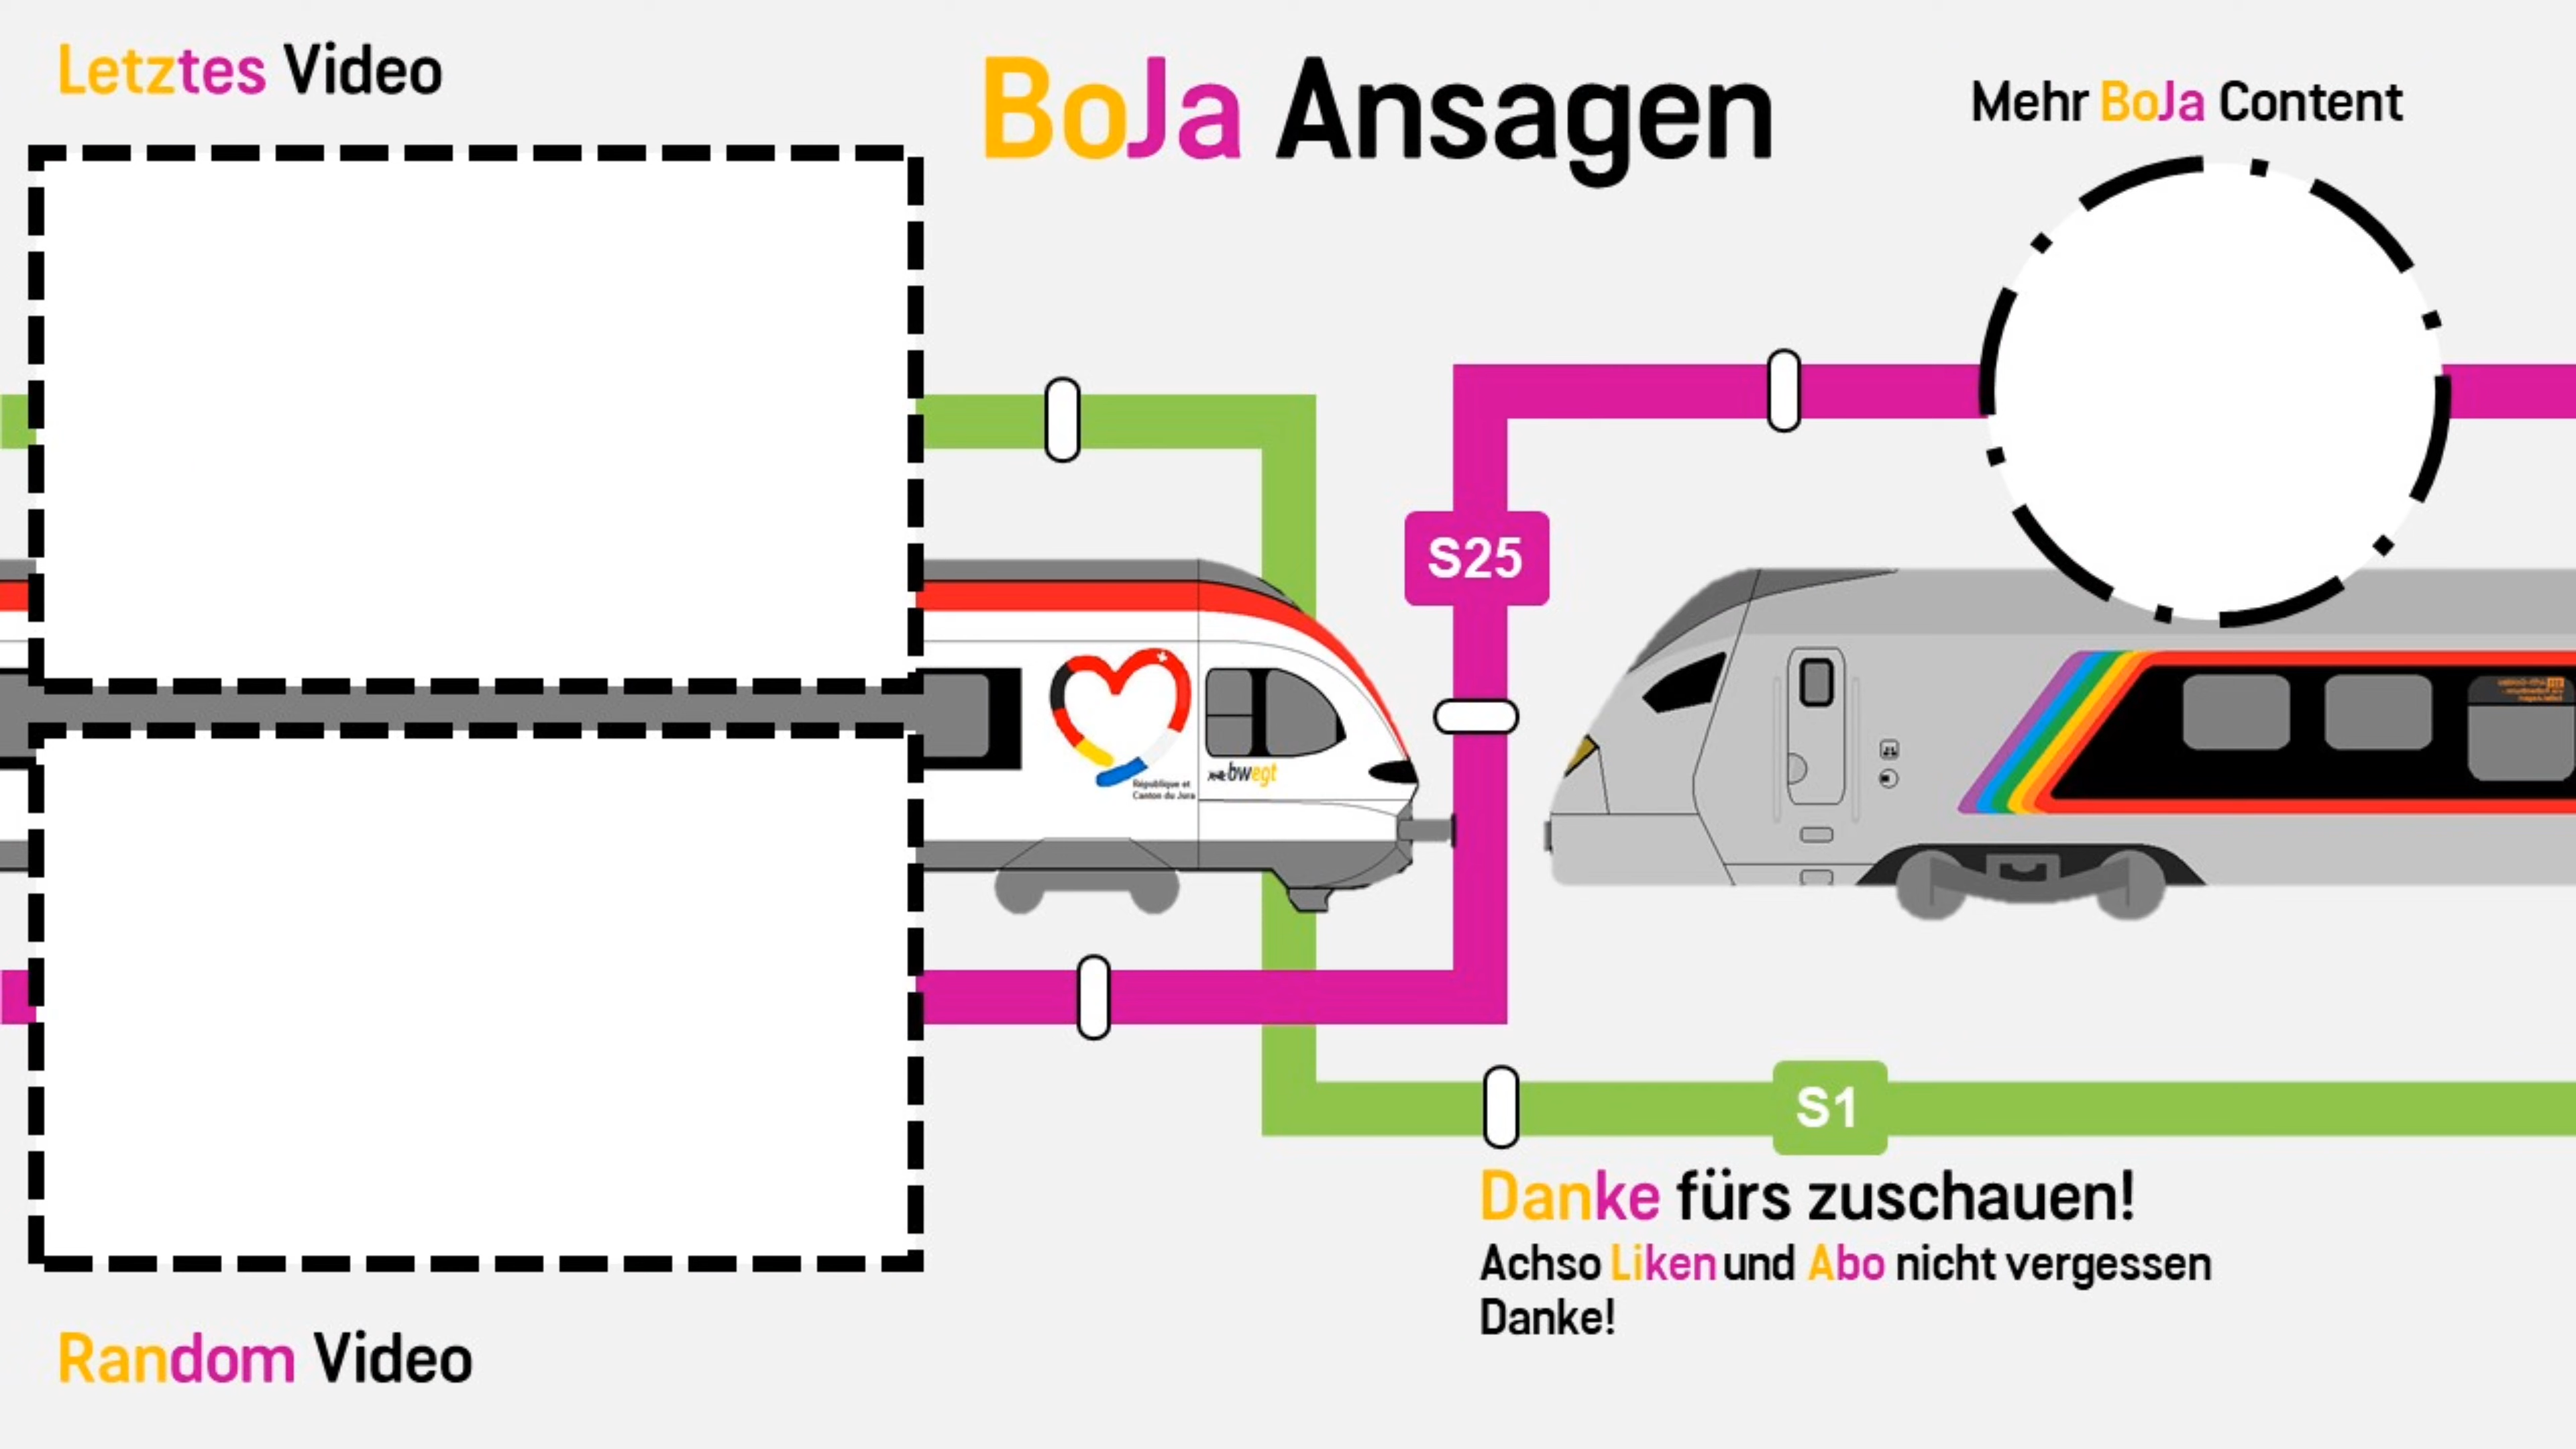 Letztes Video
BoJa Ansagen
Mehr BoJa Content
S25
bwegt
République et
Canton du Jura
S1
Danke fürs zuschauen!
Achso Liken und Abo nicht vergessen
Danke!
Random Video